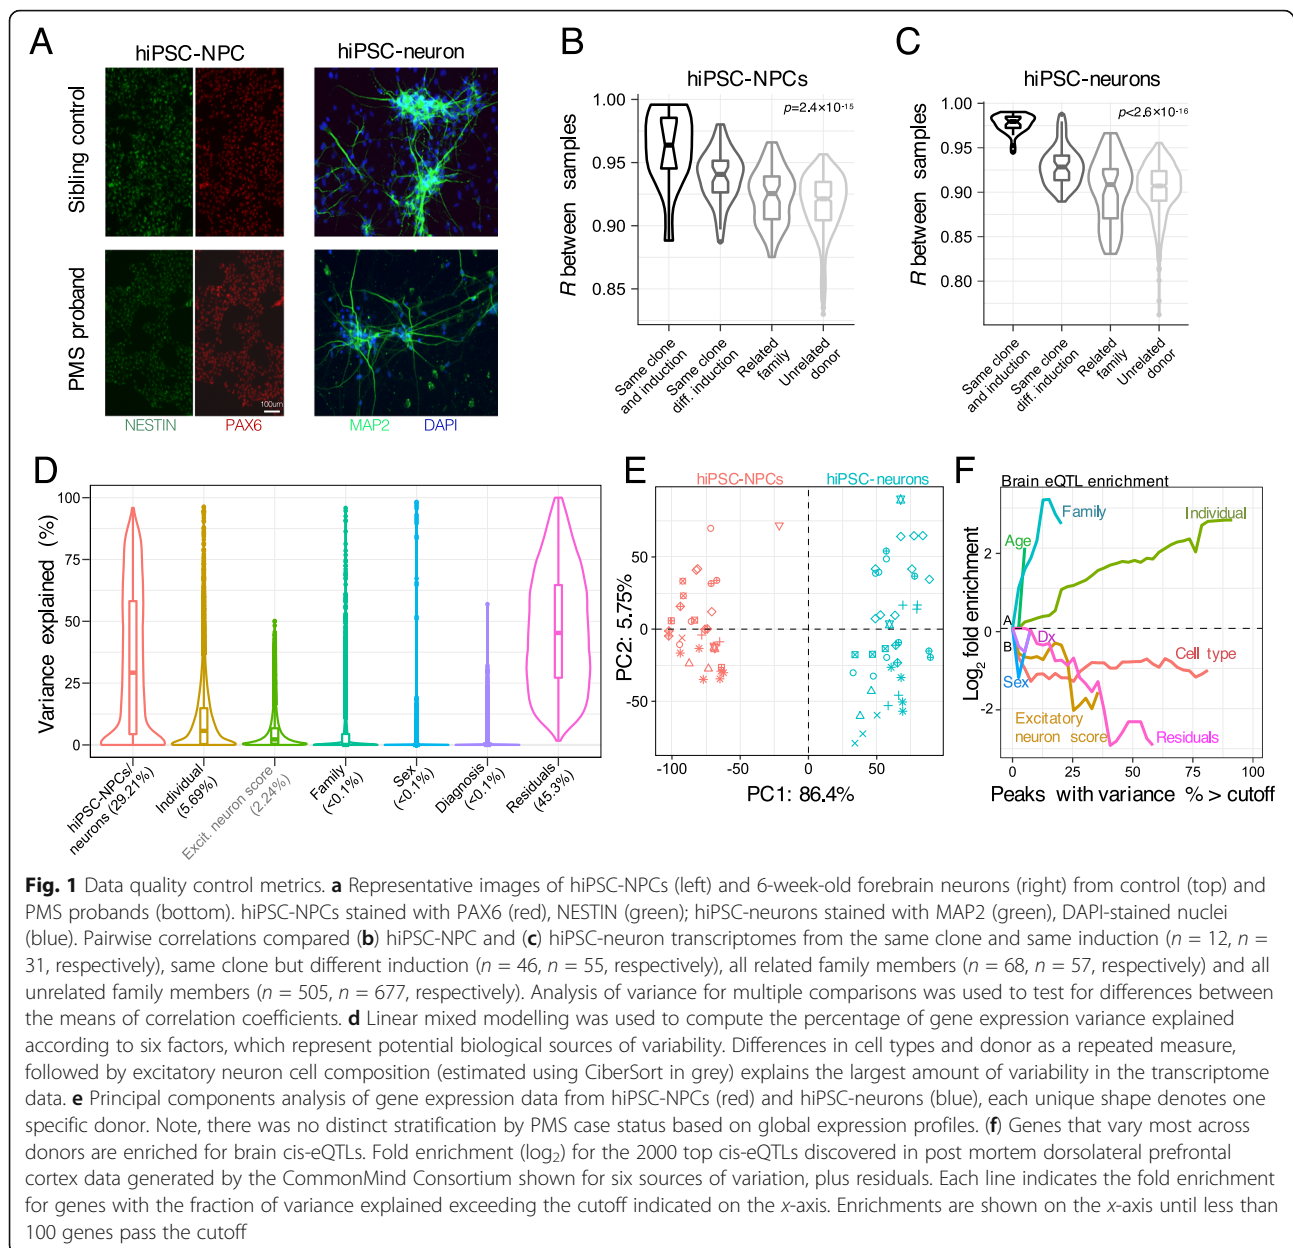 A
hiPSC-NPC
hiPSC-neuron
Sibling control
PMS proband
100um
NESTIN
PAX6
MAP2
DAPI
B
hiPSC-NPCs
p=2.4×10-15
R between samples
1.00
0.95
0.90
0.85
Same clone
and induction
Same clone
diff. induction
Related
family
Unrelated
donor
C
hiPSC-neurons
p<2.6×10-16
R between samples
1.00
0.95
0.90
0.85
0.80
Same clone
and induction
Same clone
diff. induction
Related
family
Unrelated
donor
D
Variance explained (%)
100
75
50
25
0
hiPSC-NPCs/
neurons (29.21%)
Individual
(5.69%)
Excit. neuron score
(2.24%)
Family
(<0.1%)
Sex
(<0.1%)
Diagnosis
(<0.1%)
Residuals
(45.3%)
E
hiPSC-NPCs
hiPSC-neurons
PC2: 5.75%
50
0
-50
-100
-50
0
50
PC1: 86.4%
F
Brain eQTL enrichment
Log2 fold enrichment
2
0
-2
A
B
Family
Individual
Age
Dx
Cell type
Sex
Excitatory
neuron score
Residuals
0
25
50
75
100
Peaks with variance % > cutoff
Fig. 1 Data quality control metrics. a Representative images of hiPSC-NPCs (left) and 6-week-old forebrain neurons (right) from control (top) and
PMS probands (bottom). hiPSC-NPCs stained with PAX6 (red), NESTIN (green); hiPSC-neurons stained with MAP2 (green), DAPI-stained nuclei
(blue). Pairwise correlations compared (b) hiPSC-NPC and (c) hiPSC-neuron transcriptomes from the same clone and same induction (n = 12, n =
31, respectively), same clone but different induction (n = 46, n = 55, respectively), all related family members (n = 68, n = 57, respectively) and all
unrelated family members (n = 505, n = 677, respectively). Analysis of variance for multiple comparisons was used to test for differences between
the means of correlation coefficients. d Linear mixed modelling was used to compute the percentage of gene expression variance explained
according to six factors, which represent potential biological sources of variability. Differences in cell types and donor as a repeated measure,
followed by excitatory neuron cell composition (estimated using CiberSort in grey) explains the largest amount of variability in the transcriptome
data. e Principal components analysis of gene expression data from hiPSC-NPCs (red) and hiPSC-neurons (blue), each unique shape denotes one
specific donor. Note, there was no distinct stratification by PMS case status based on global expression profiles. (f) Genes that vary most across
donors are enriched for brain cis-eQTLs. Fold enrichment (log2) for the 2000 top cis-eQTLs discovered in post mortem dorsolateral prefrontal
cortex data generated by the CommonMind Consortium shown for six sources of variation, plus residuals. Each line indicates the fold enrichment
for genes with the fraction of variance explained exceeding the cutoff indicated on the x-axis. Enrichments are shown on the x-axis until less than
100 genes pass the cutoff